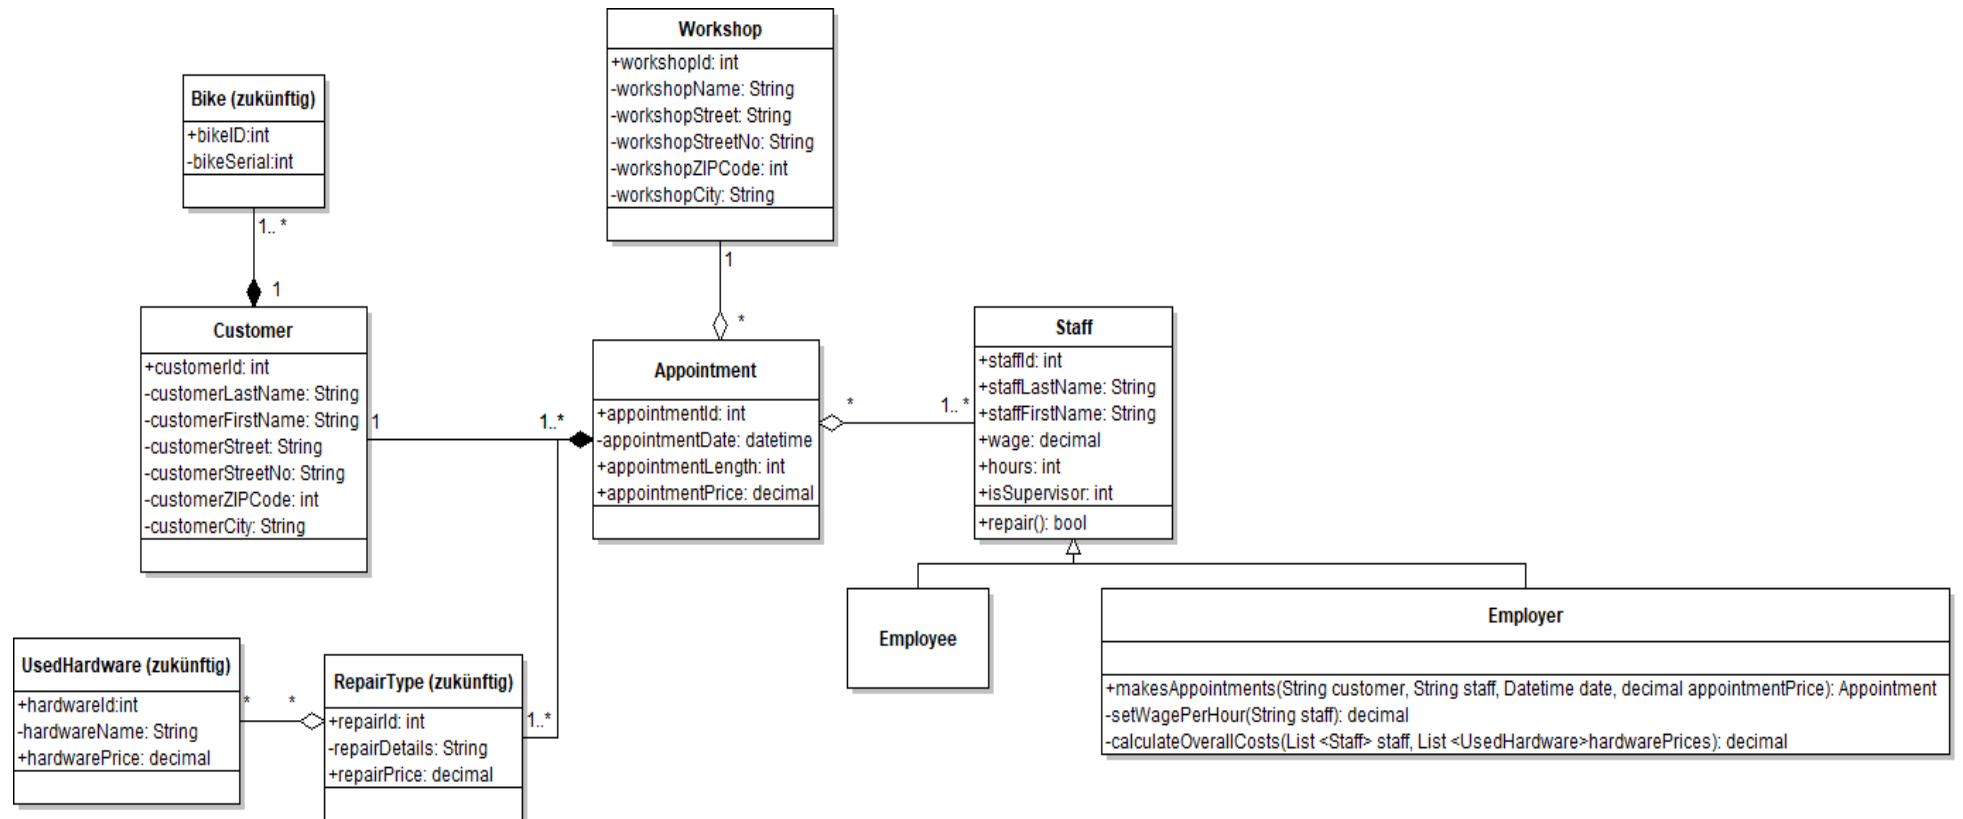 Workshop
+workshopId: int
-workshopName: String
-workshopStreet: String
-workshopStreetNo: String
-workshopZIPCode: int
-workshopCity: String
1
*
Bike (zukünftig)
+bikeID:int
-bikeSerial:int
1.. *
1
Customer
+customerId: int
-customerLastName: String
-customerFirstName: String
-customerStreet: String
-customerStreetNo: String
-customerZIPCode: int
-customerCity: String
1
1..*
Appointment
+appointmentId: int
-appointmentDate: datetime
+appointmentLength: int
+appointmentPrice: decimal
*
1.. *
Staff
+staffId: int
+staffLastName: String
+staffFirstName: String
+wage: decimal
+hours: int
+isSupervisor: int
+repair(): bool
UsedHardware (zukünftig)
+hardwareId:int
-hardwareName: String
+hardwarePrice: decimal
*
*
RepairType (zukünftig)
+repairId: int
-repairDetails: String
+repairPrice: decimal
1..*
Employee
Employer
+makesAppointments(String customer, String staff, Datetime date, decimal appointmentPrice): Appointment
-setWagePerHour(String staff): decimal
-calculateOverallCosts(List <Staff> staff, List <UsedHardware>hardwarePrices): decimal